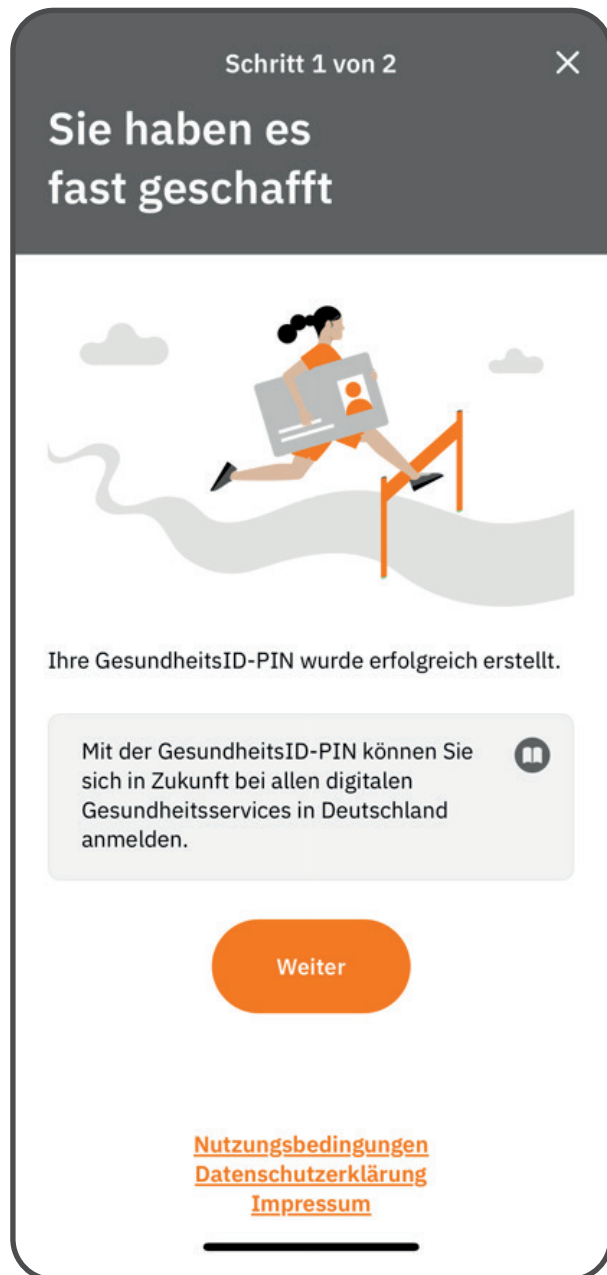 Schritt 1 von 2
Sie haben es
fast geschafft
Ihre GesundheitsID-PIN wurde erfolgreich erstellt.
Mit der GesundheitsID-PIN können Sie
sich in Zukunft bei allen digitalen
Gesundheitsservices in Deutschland
anmelden.
Weiter
Nutzungsbedingungen
Datenschutzerklärung
Impressum